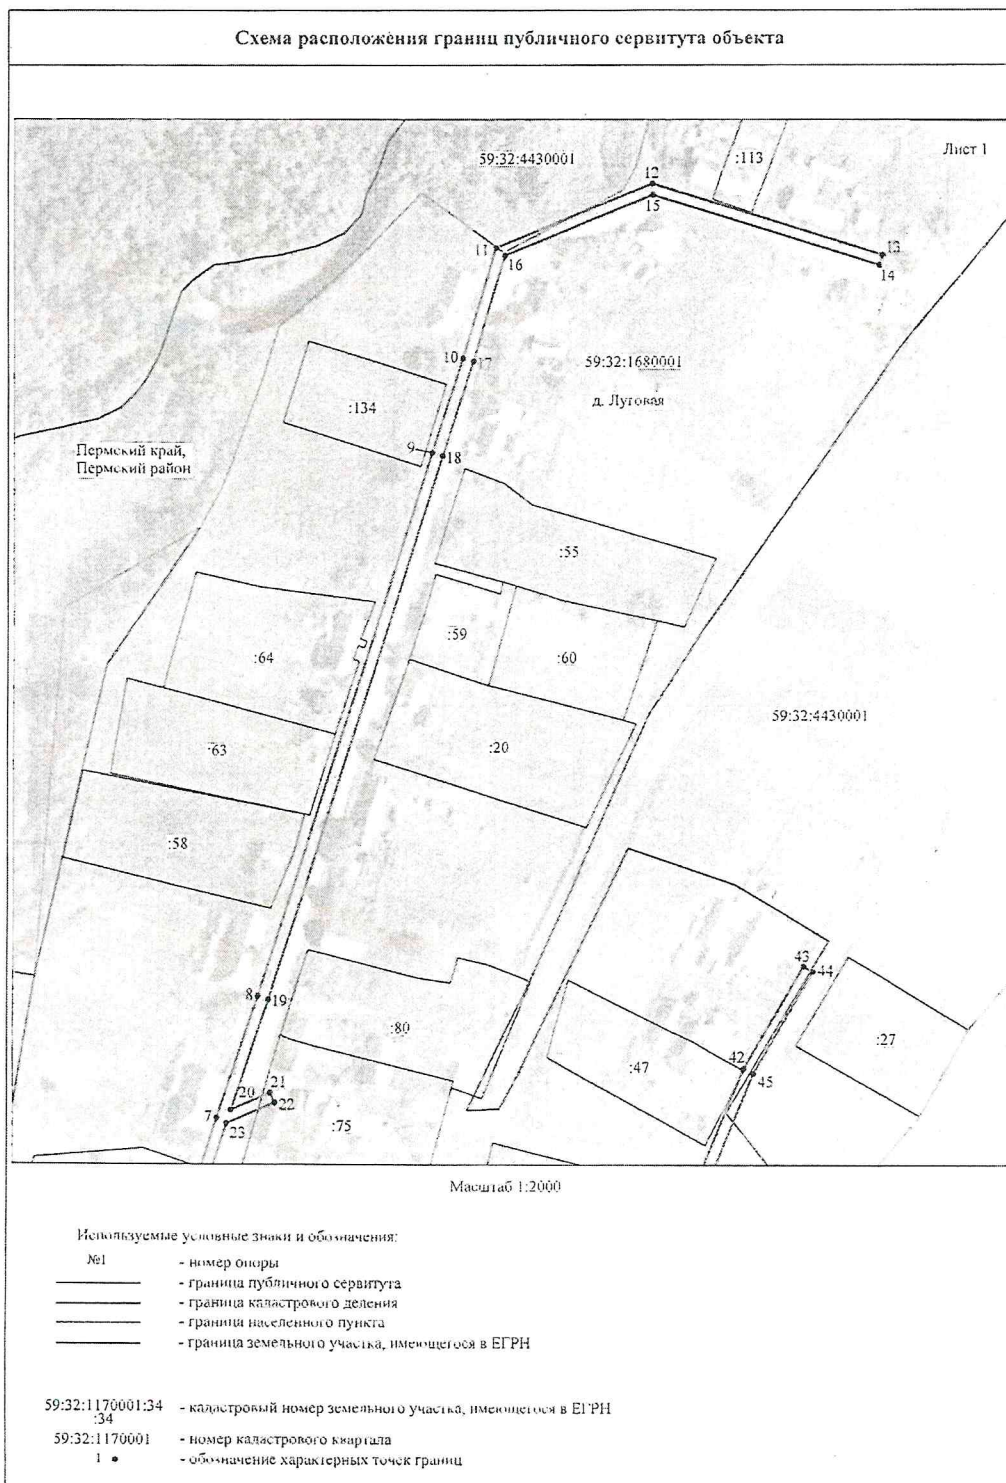 Схема расположения границ публичного сервитута объекта
Лист 1
59:32:4430001
:113
12
15
11
16
13
14
10
17
59:32:1680001
д. Луговая
:134
9
18
Пермский край,
Пермский район
:55
:59
:60
:64
59:32:4430001
:63
:20
:58
43
44
8
19
:80
:27
42
45
:47
20
21
22
7
23
:75
Масштаб 1:2000
Используемые условные знаки и обозначения:
№1 - номер опоры
- граница публичного сервитута
- граница кадастрового деления
- граница населенного пункта
- граница земельного участка, имеющегося в ЕГРН
59:32:1170001:34 - кадастровый номер земельного участка, имеющегося в ЕГРН
:34
59:32:1170001 - номер кадастрового квартала
1 - обозначение характерных точек границ